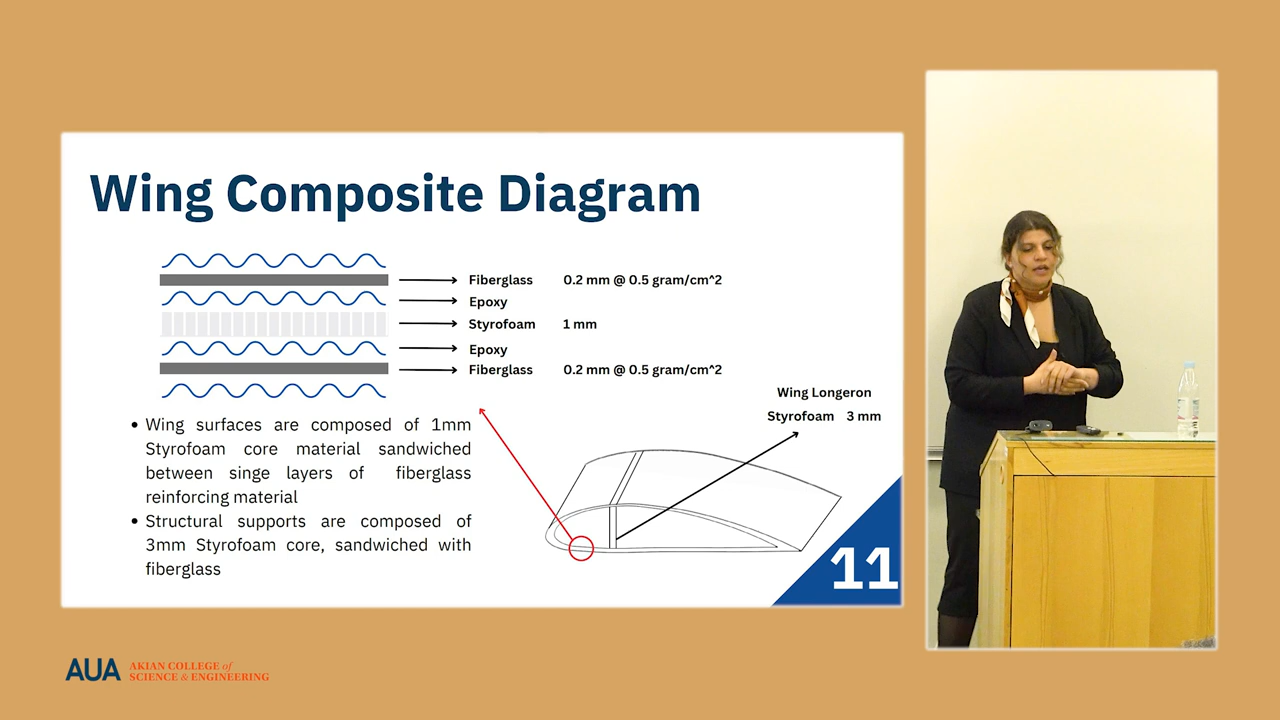 Wing Composite Diagram
Fiberglass 0.2 mm @ 0.5 gram/cm^2
Epoxy
Styrofoam 1 mm
Epoxy
Fiberglass 0.2 mm @ 0.5 gram/cm^2
Wing Longeron
Styrofoam 3 mm
• Wing surfaces are composed of 1mm
Styrofoam core material sandwiched
between singe layers of fiberglass
reinforcing material
• Structural supports are composed of
3mm Styrofoam core, sandwiched with
fiberglass
11
AUA AKIAN COLLEGE of
SCIENCE & ENGINEERING